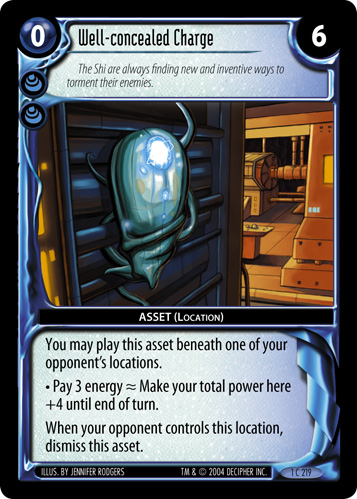 0 Well-concealed Charge 6
The Shi are always finding new and inventive ways to
torment their enemies.
ASSET (LOCATION)
You may play this asset beneath one of your
opponent's locations.
• Pay 3 energy ≈ Make your total power here
+4 until end of turn.
When your opponent controls this location,
dismiss this asset.
ILLUS. BY JENNIFER RODGERS TM & © 2004 DECIPHER INC. 1 C 219